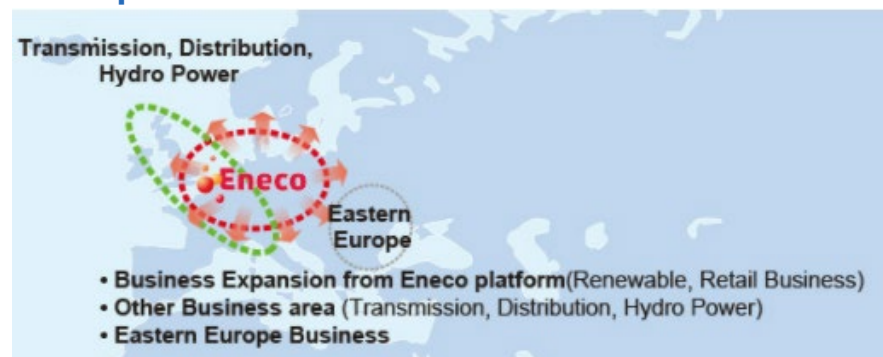 Transmission, Distribution,
Hydro Power
Eneco
Eastern
Europe
• Business Expansion from Eneco platform(Renewable, Retail Business)
• Other Business area (Transmission, Distribution, Hydro Power)
• Eastern Europe Business